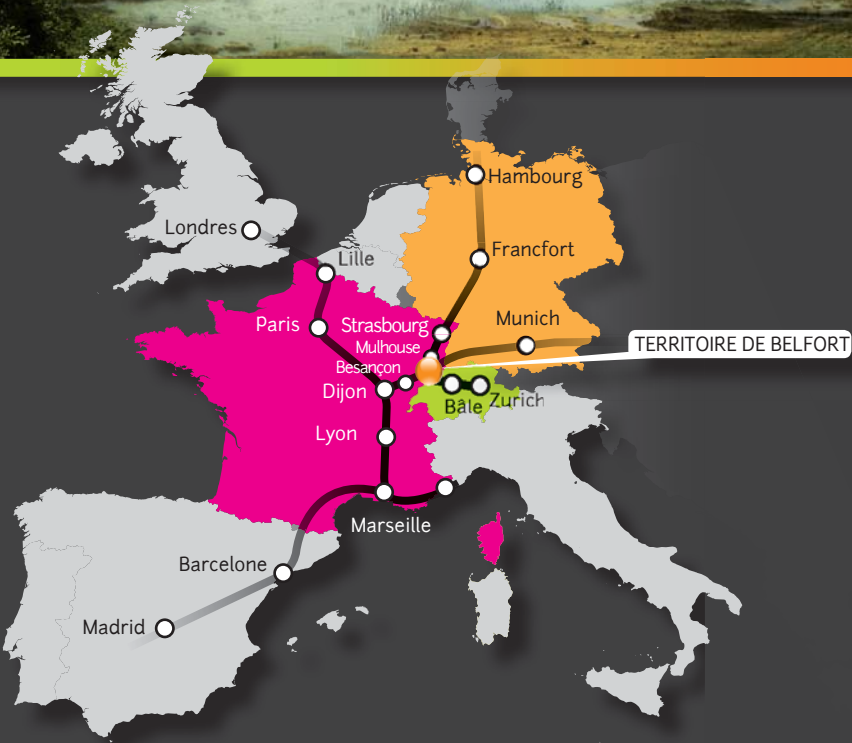 Hambourg
Londres
Francfort
Lille
Paris
Strasbourg
Munich
Mulhouse
TERRITOIRE DE BELFORT
Besançon
Dijon
Bâle
Zurich
Lyon
Marseille
Barcelone
Madrid